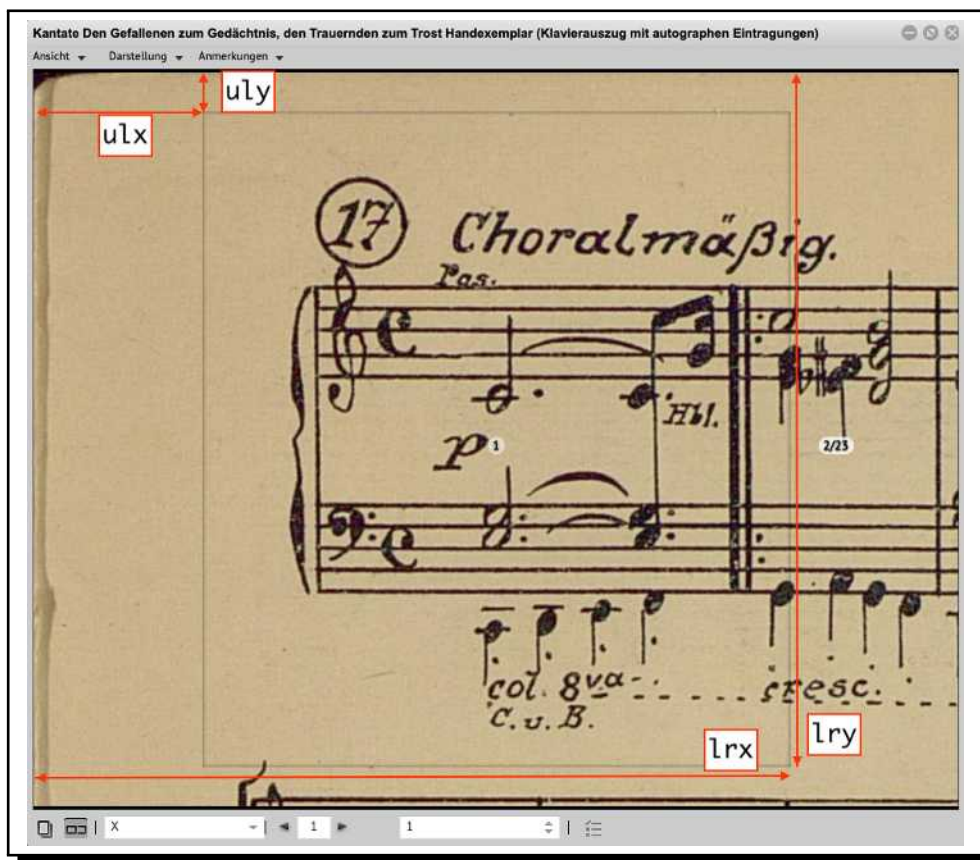 Kantate Den Gefallenen zum Gedächtnis, den Trauernden zum Trost Handexemplar (Klavierauszug mit autographen Eintragungen)
Ansicht Darstellung Anmerkungen
uly
ulx
17 Choralmäßig.
Pos.
Hbl.
p 1 2/23
col. 8va
cresc.
C. u. B.
lrx lry
X 1 1